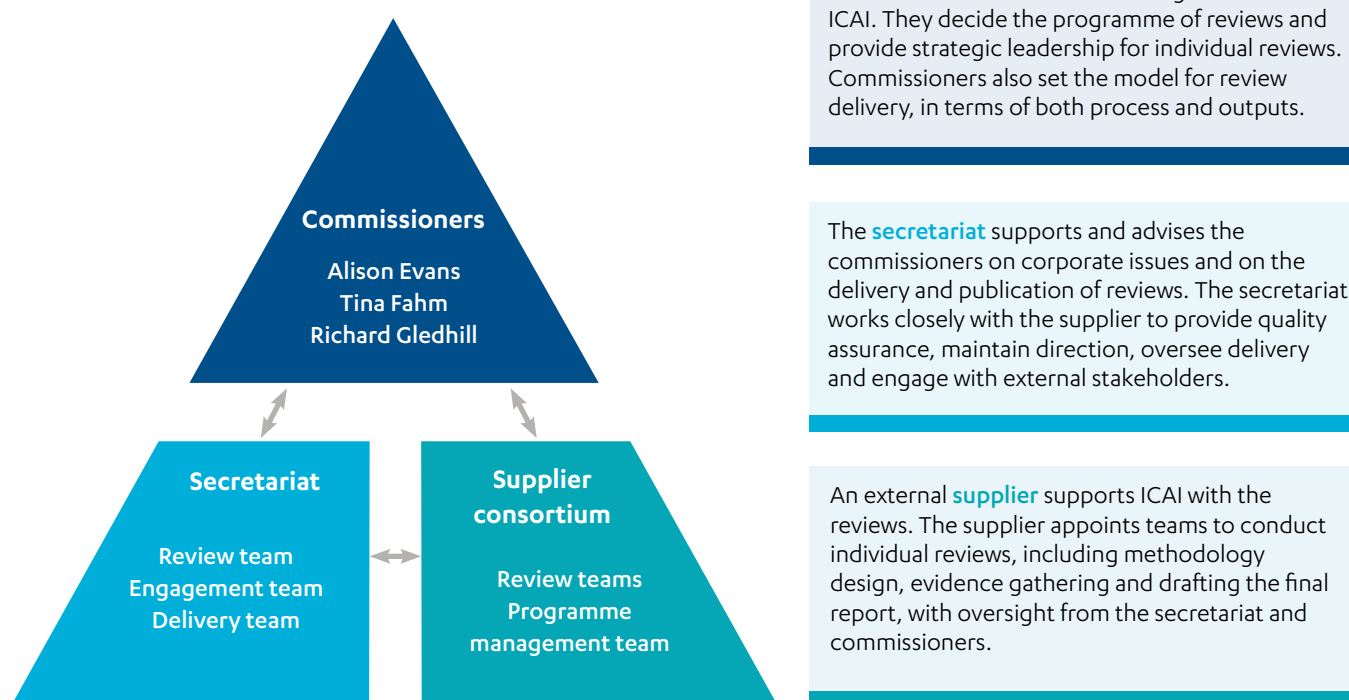 Commissioners
Alison Evans
Tina Fahm
Richard Gledhill
Secretariat
Review team
Engagement team
Delivery team
Supplier
consortium
Review teams
Programme
management team
ICAI. They decide the programme of reviews and
provide strategic leadership for individual reviews.
Commissioners also set the model for review
delivery, in terms of both process and outputs.
The secretariat supports and advises the
commissioners on corporate issues and on the
delivery and publication of reviews. The secretariat
works closely with the supplier to provide quality
assurance, maintain direction, oversee delivery
and engage with external stakeholders.
An external supplier supports ICAI with the
reviews. The supplier appoints teams to conduct
individual reviews, including methodology
design, evidence gathering and drafting the final
report, with oversight from the secretariat and
commissioners.